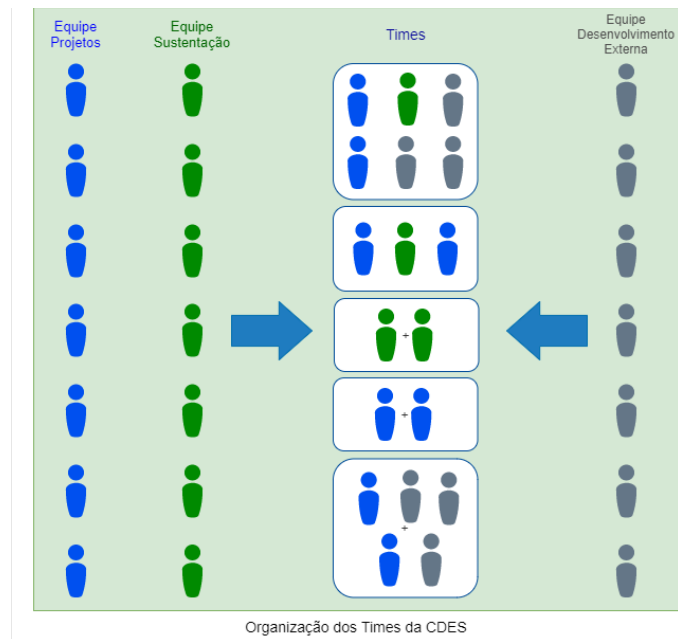 Equipe
Projetos
Equipe
Sustentação
Times
Equipe
Desenvolvimento
Externa
+
+
+
Organização dos Times da CDES